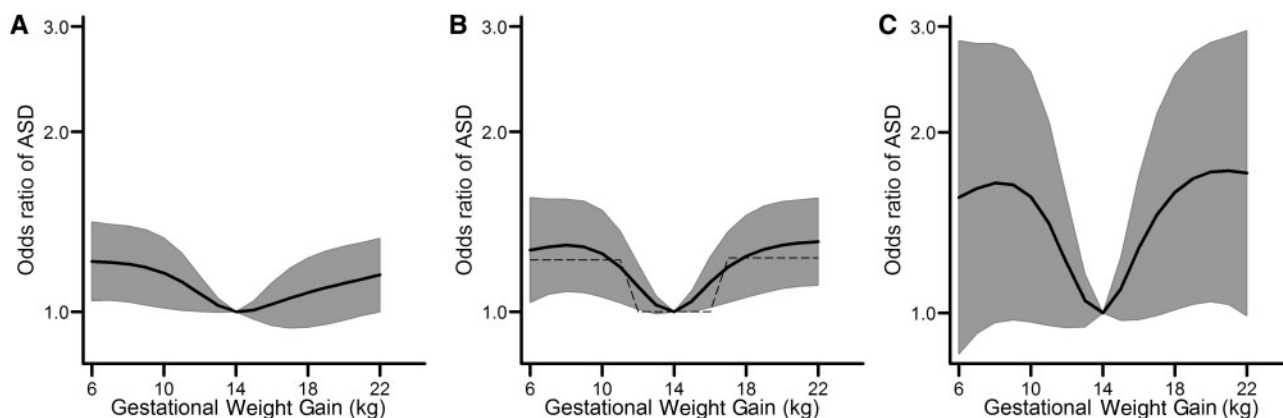 A
3.0
2.0
1.0
Odds ratio of ASD
6 10 14 18 22
Gestational Weight Gain (kg)
B
3.0
2.0
1.0
Odds ratio of ASD
6 10 14 18 22
Gestational Weight Gain (kg)
C
3.0
2.0
1.0
Odds ratio of ASD
6 10 14 18 22
Gestational Weight Gain (kg)